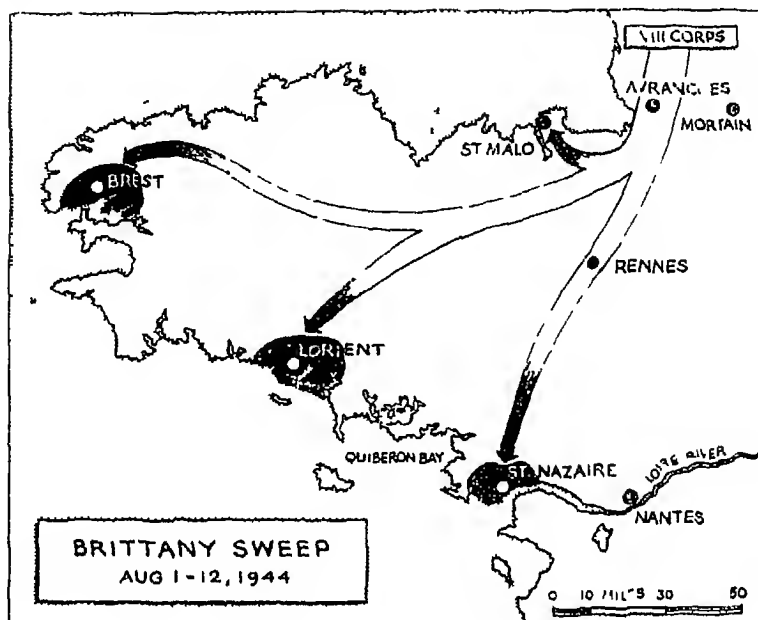 VIII CORPS
AVRANCHES
MORTAIN
ST MALO
BREST
RENNES
LORIENT
QUIBERON BAY
ST. NAZAIRE
LOIRE RIVER
NANTES
BRITTANY SWEEP
AUG 1-12, 1944
0 10 MILES 30 50